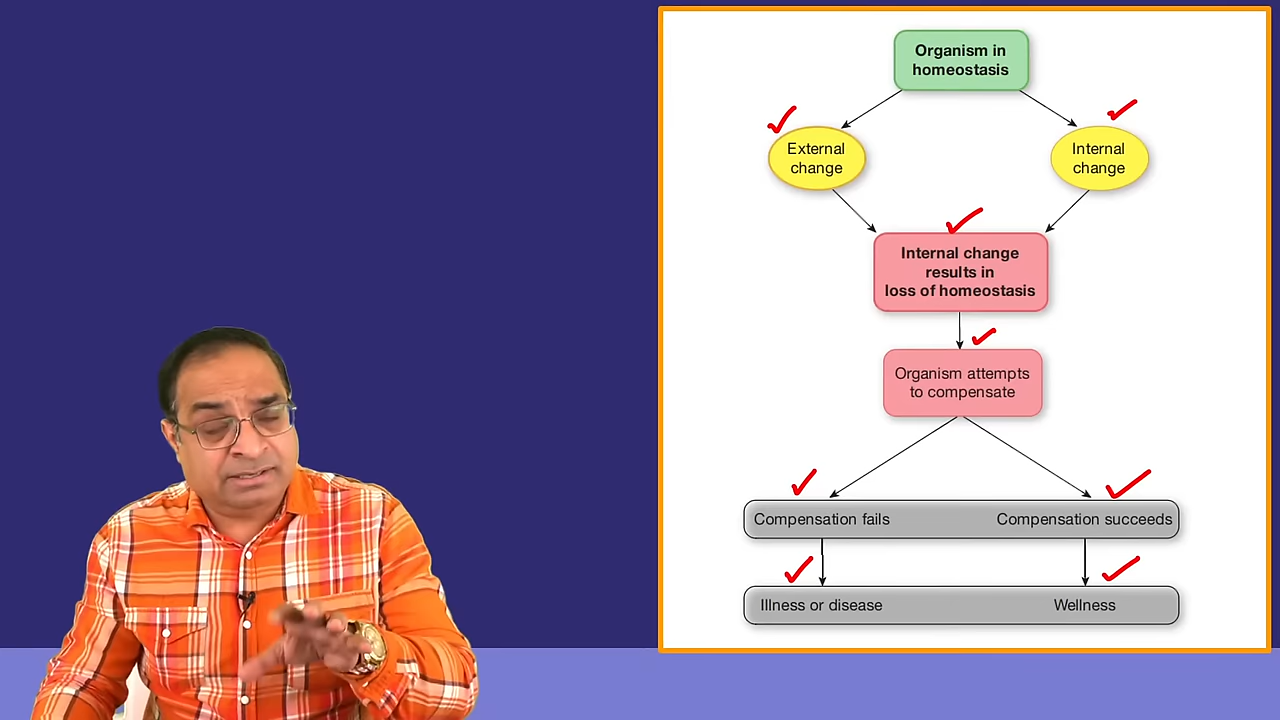 Organism in
homeostasis
External
change
Internal
change
Internal change
results in
loss of homeostasis
Organism attempts
to compensate
Compensation fails
Compensation succeeds
Illness or disease
Wellness